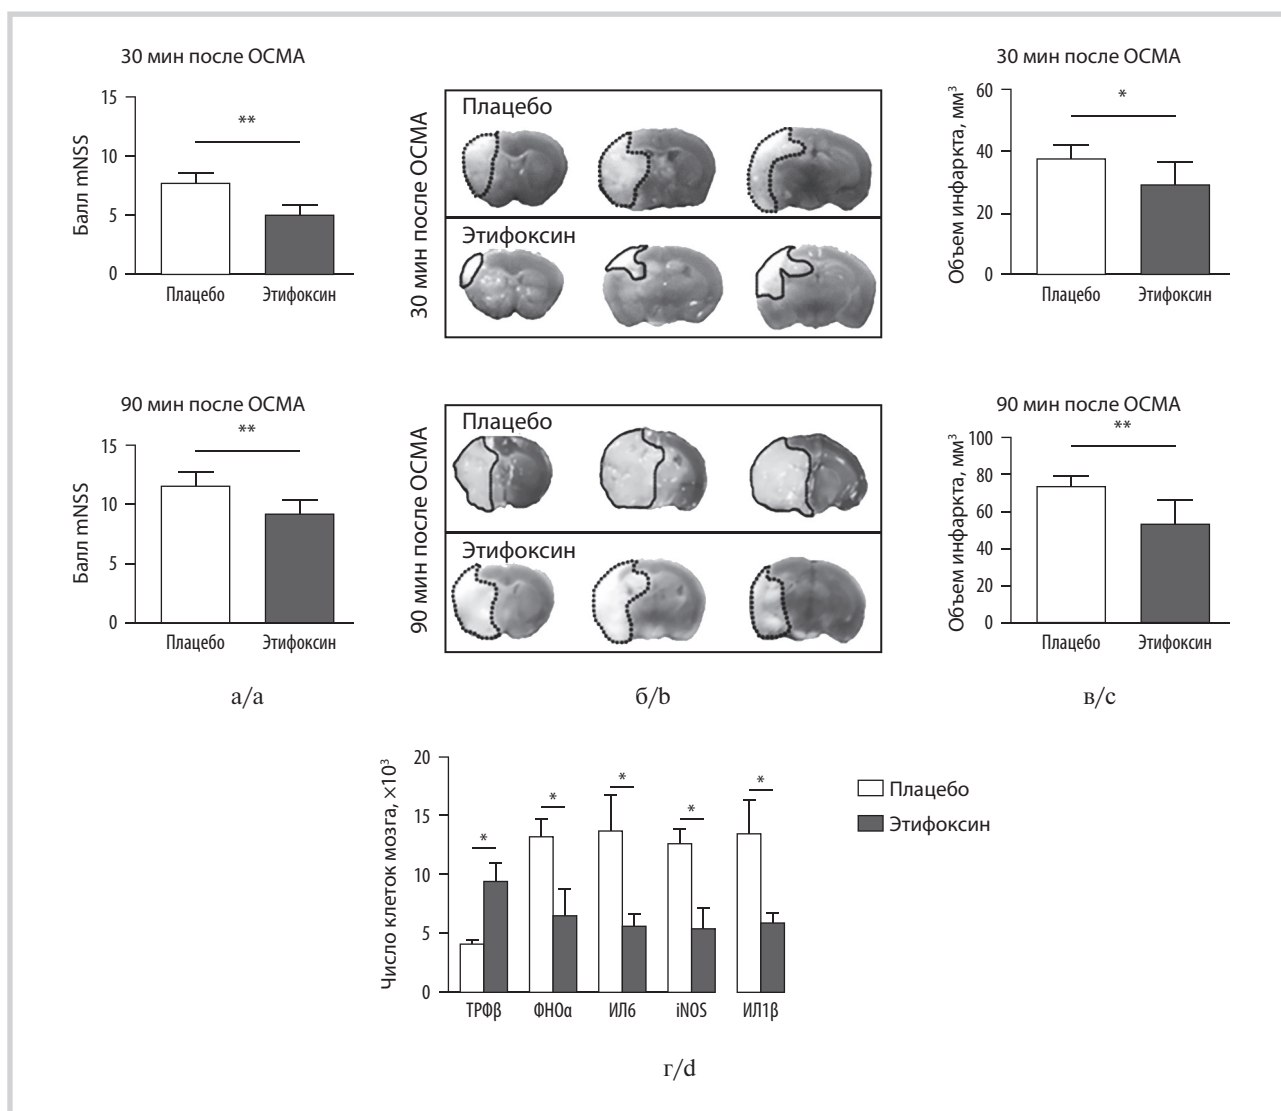 30 мин после ОСМА
Балл mNSS
15
10
5
0
**
Плацебо
Этифоксин
30 мин после ОСМА
Плацебо
Этифоксин
30 мин после ОСМА
Объем инфаркта, мм³
60
40
20
0
*
Плацебо
Этифоксин
90 мин после ОСМА
Балл mNSS
15
10
5
0
**
Плацебо
Этифоксин
90 мин после ОСМА
Плацебо
Этифоксин
90 мин после ОСМА
Объем инфаркта, мм³
100
80
60
40
20
0
**
Плацебо
Этифоксин
а/a
б/b
в/c
Число клеток мозга, ×10³
20
15
10
5
0
*
*
*
*
*
ТРФβ
ФНОα
ИЛ6
iNOS
ИЛ1β
Плацебо
Этифоксин
г/d